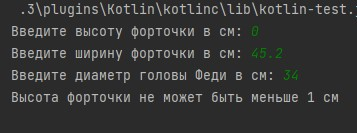 .3\plugins\Kotlin\kotlinc\lib\kotlin-test.j
Введите высоту форточки в см: 0
Введите ширину форточки в см: 45.2
Введите диаметр головы Феди в см: 34
Высота форточки не может быть меньше 1 см